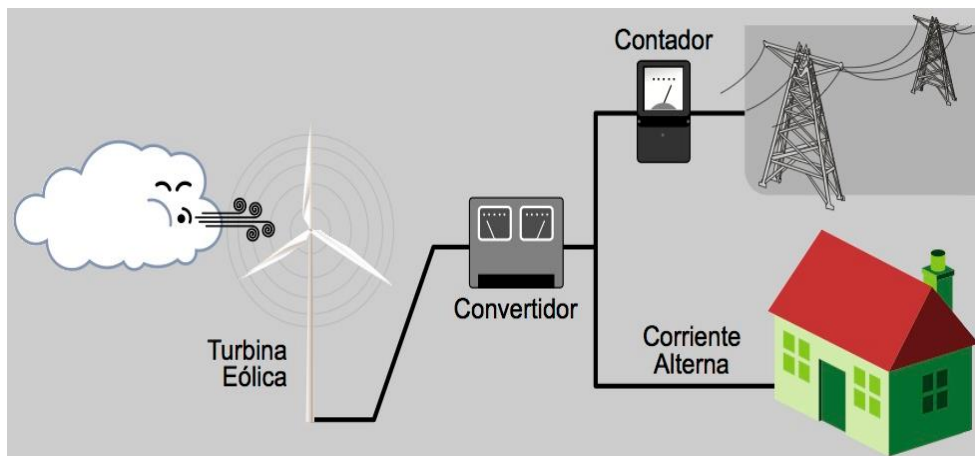 Contador
Convertidor
Turbina
Eólica
Corriente
Alterna